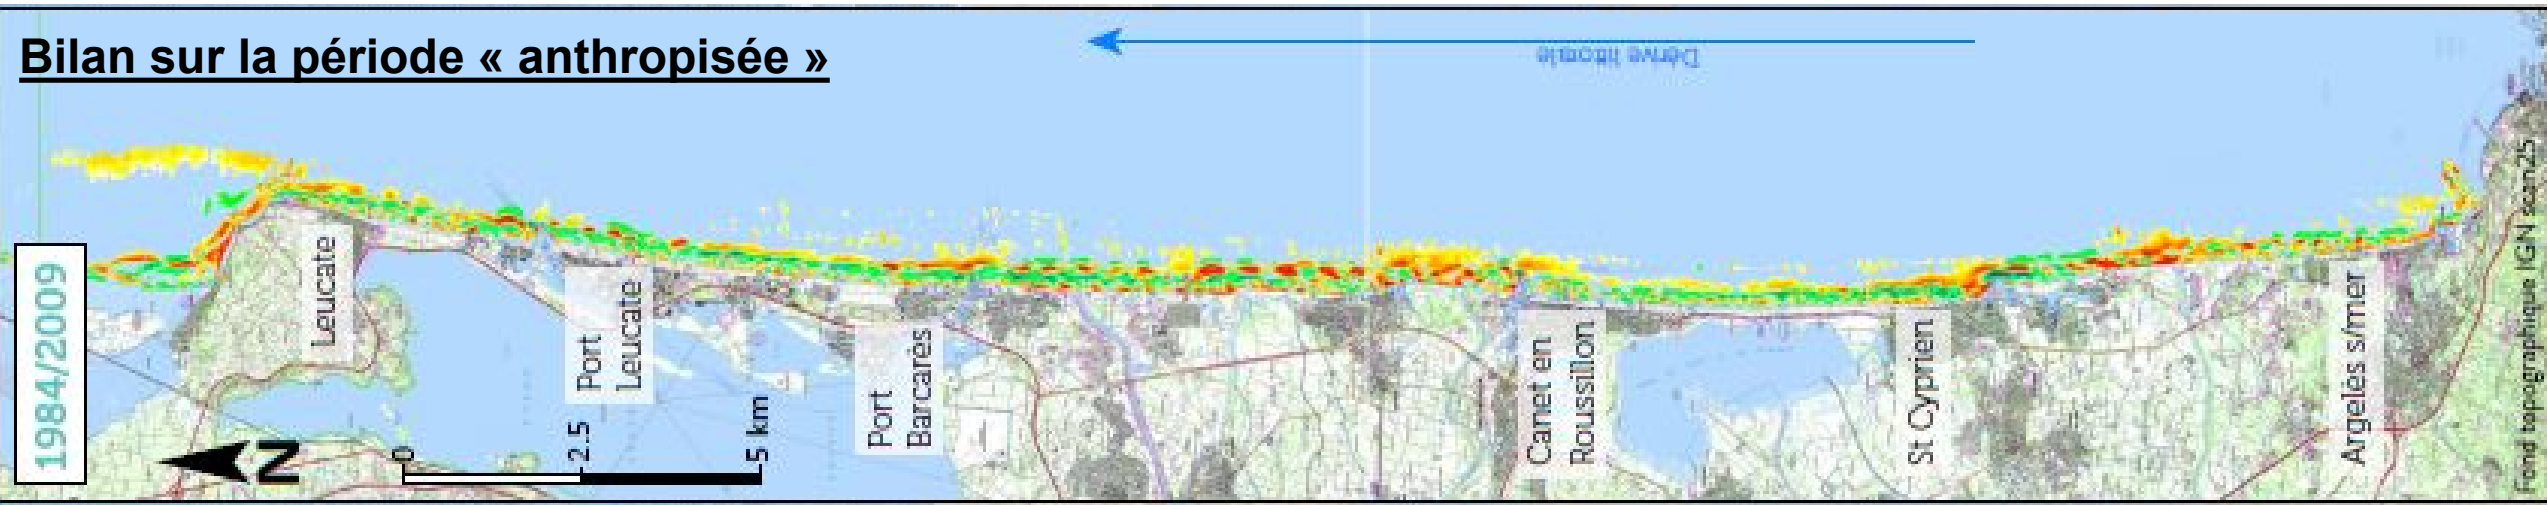 Bilan sur la période « anthropisée »
Dérive littorale
1984/2009
N
0
2.5
5 km
Leucate
Port
Leucate
Port
Barcarès
Canet en
Roussillon
St Cyprien
Argelès s/mer
Fond topographique IGN scan25